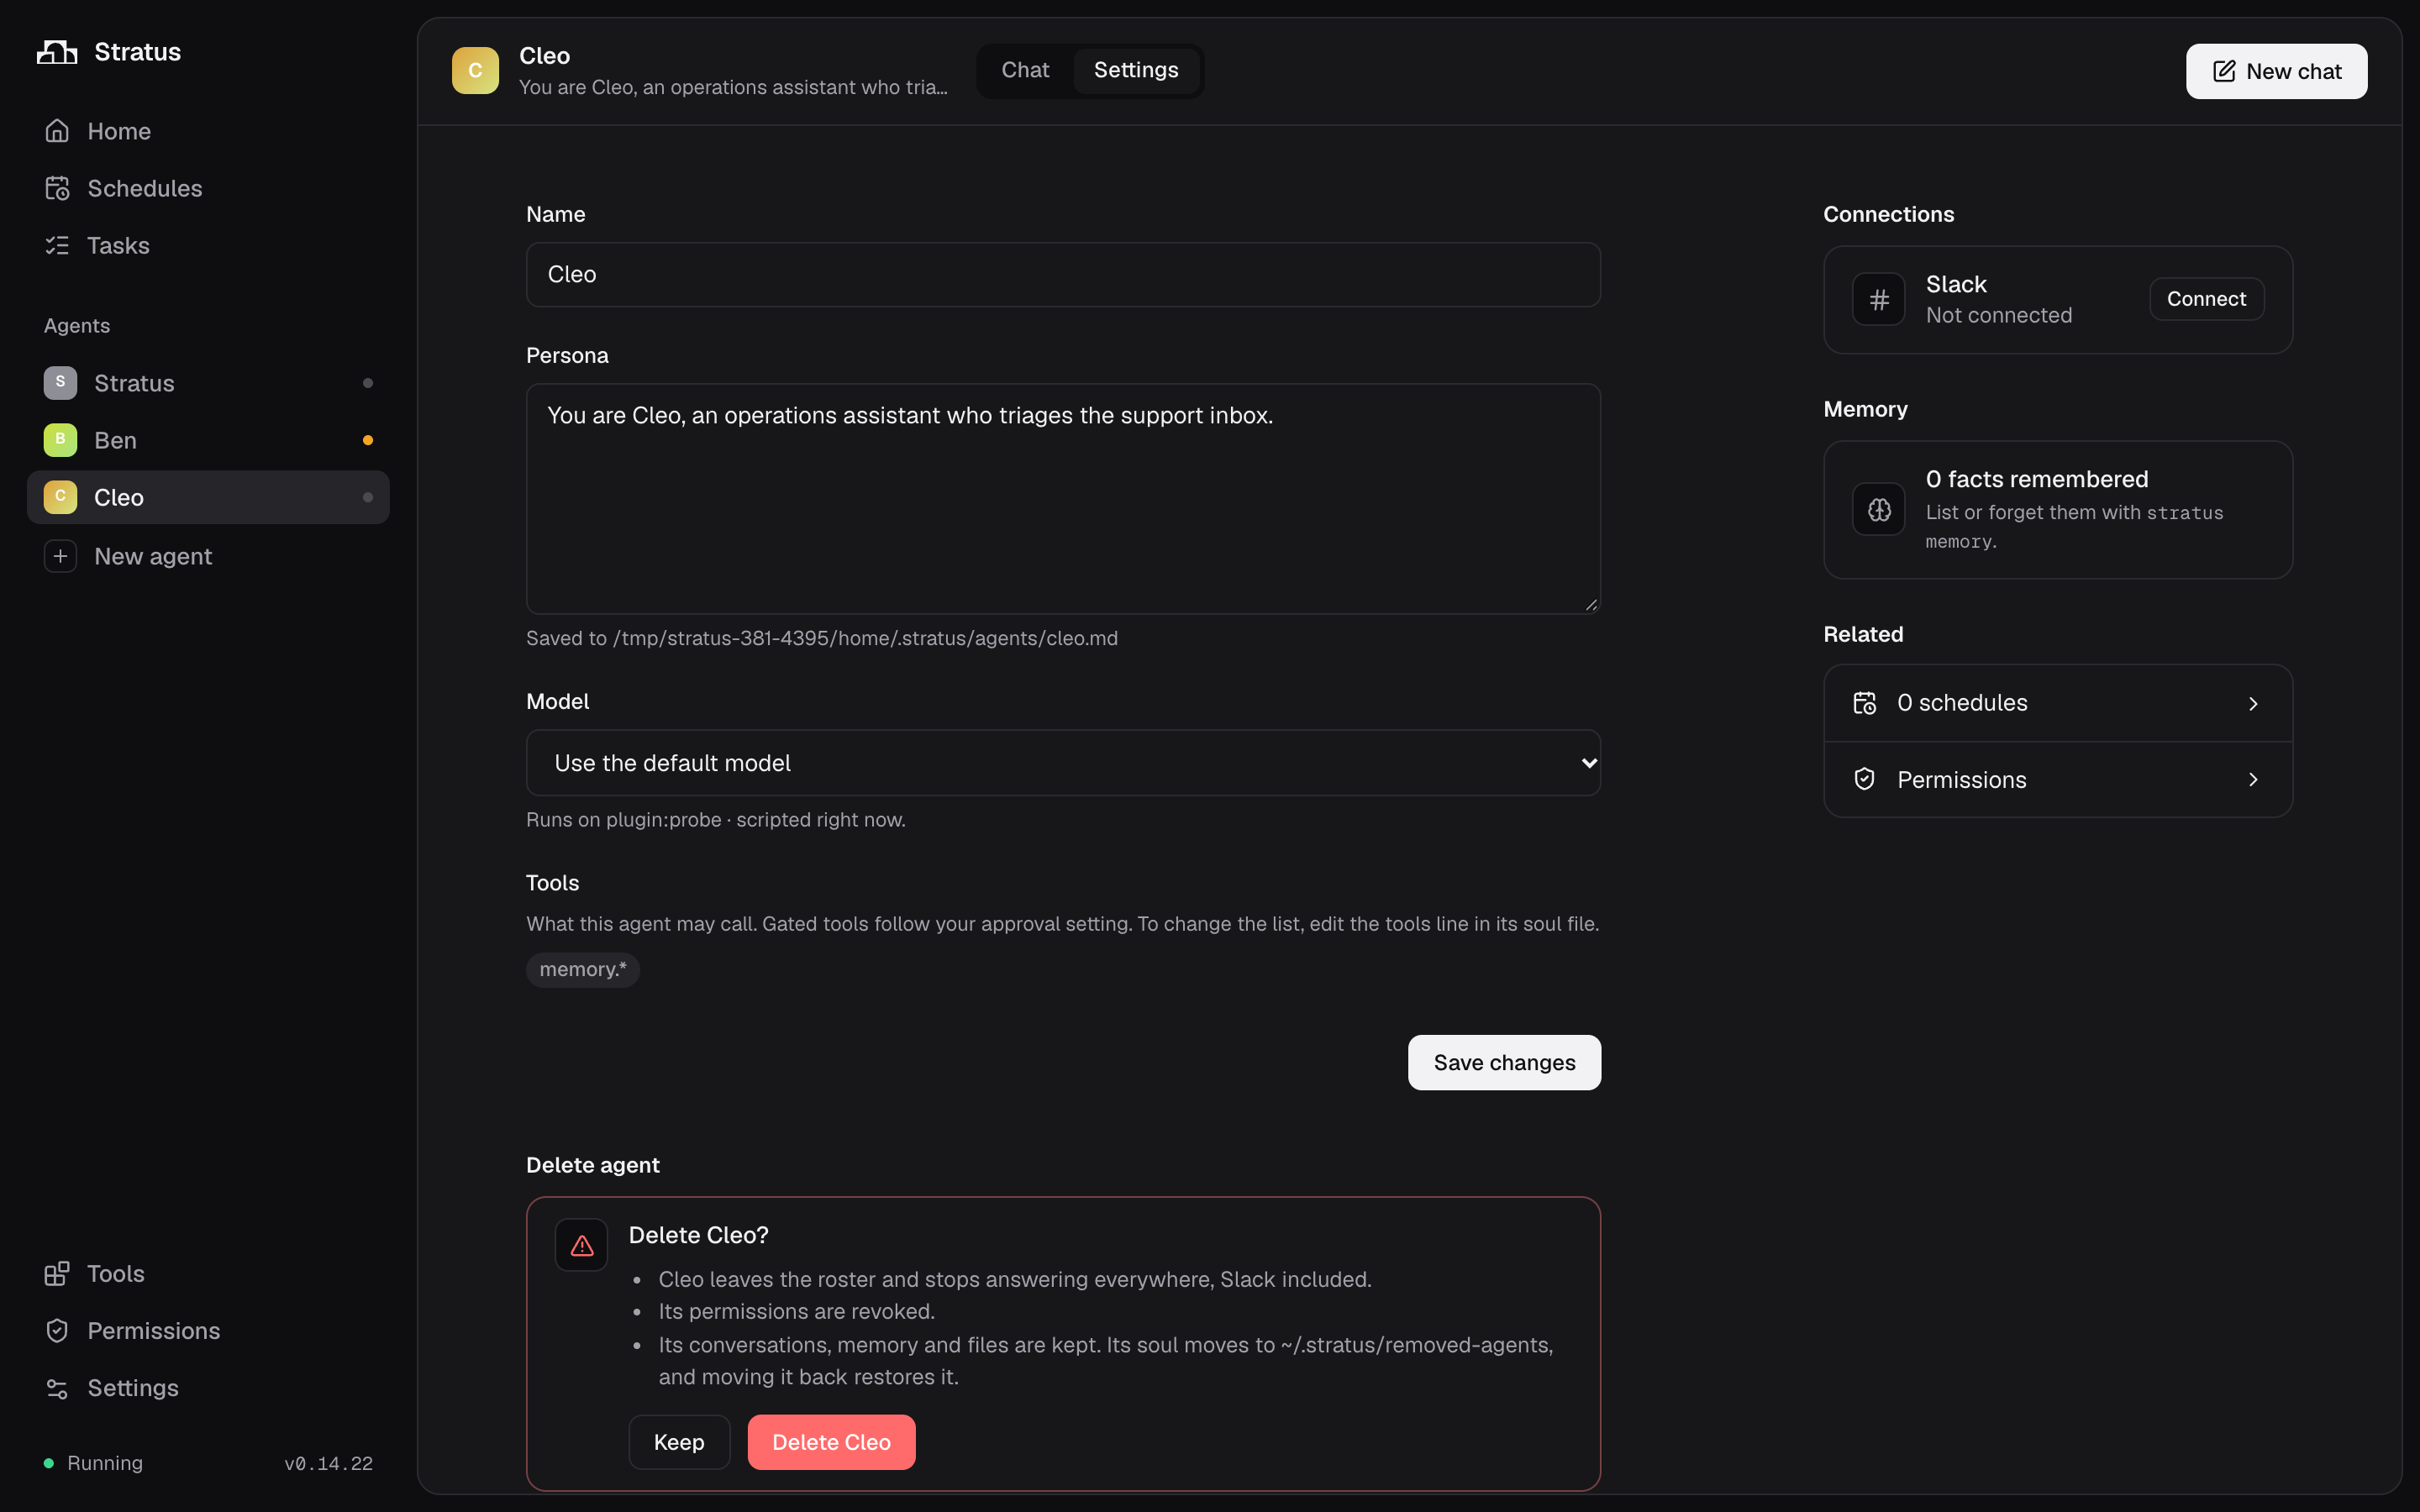 Stratus
Home
Schedules
Tasks
Agents
S Stratus
B Ben
C Cleo
New agent
Tools
Permissions
Settings
Running v0.14.22
C
Cleo
You are Cleo, an operations assistant who tria...
Chat Settings
New chat
Name
Cleo
Persona
You are Cleo, an operations assistant who triages the support inbox.
Saved to /tmp/stratus-381-4395/home/.stratus/agents/cleo.md
Model
Use the default model
Runs on plugin:probe · scripted right now.
Tools
What this agent may call. Gated tools follow your approval setting. To change the list, edit the tools line in its soul file.
memory.*
Save changes
Delete agent
Delete Cleo?
• Cleo leaves the roster and stops answering everywhere, Slack included.
• Its permissions are revoked.
• Its conversations, memory and files are kept. Its soul moves to ~/.stratus/removed-agents,
and moving it back restores it.
Keep Delete Cleo
Connections
Slack
Not connected
Connect
Memory
0 facts remembered
List or forget them with stratus
memory.
Related
0 schedules
Permissions